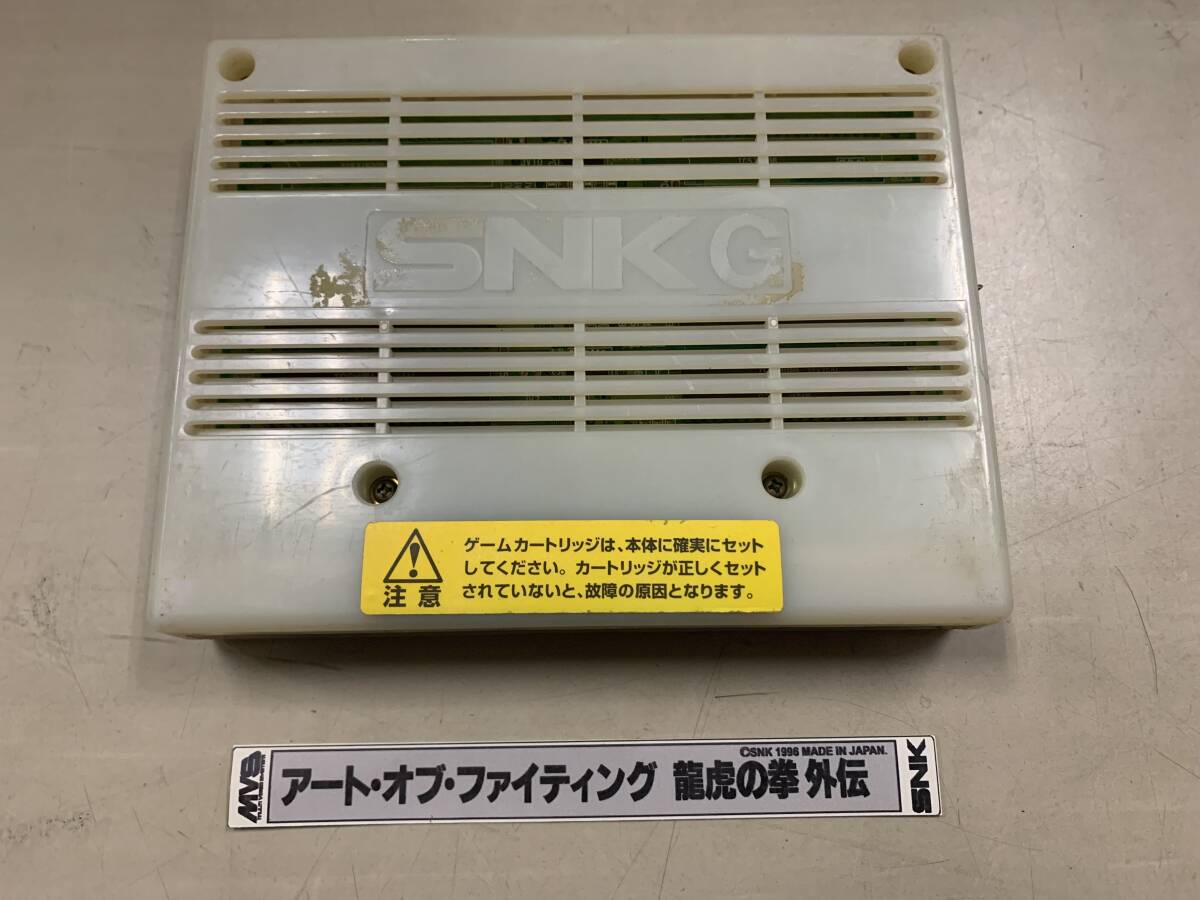 SNK G
ゲームカートリッジは、本体に確実にセット
してください。カートリッジが正しくセット
されていないと、故障の原因となります。
注意
©SNK 1996 MADE IN JAPAN.
MVS
アート・オブ・ファイティング 龍虎の拳 外伝
SNK